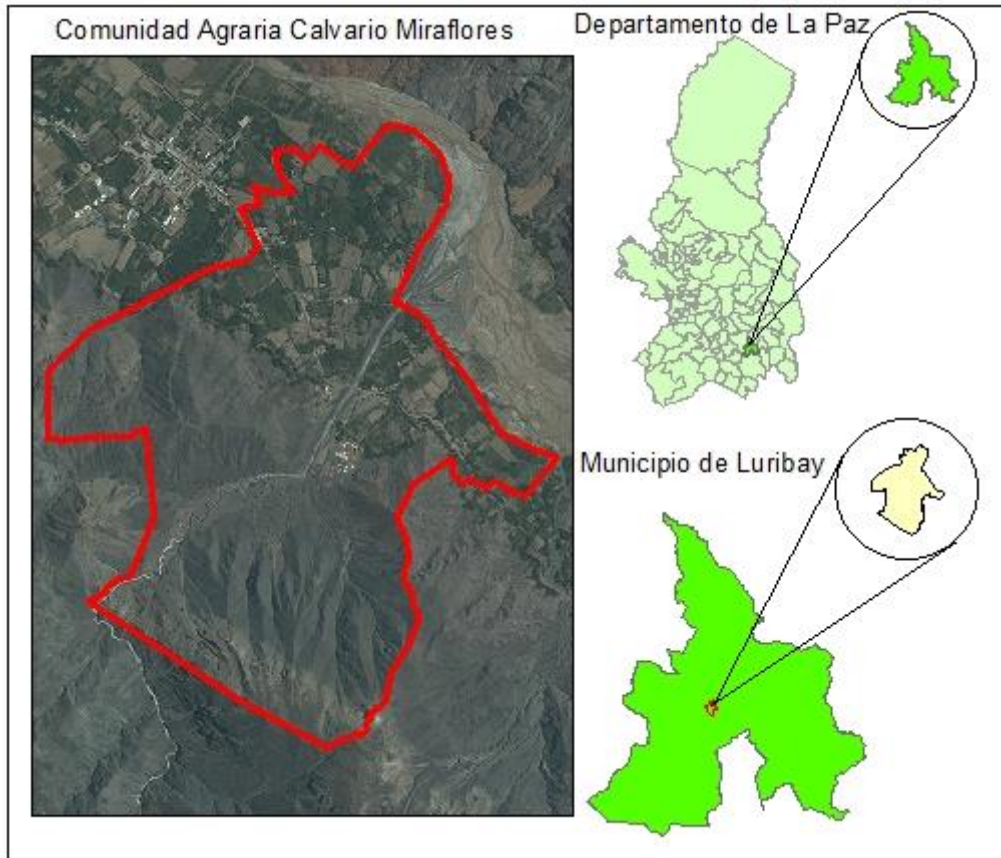 Comunidad Agraria Calvario Miraflores
Departamento de La Paz
Municipio de Luribay